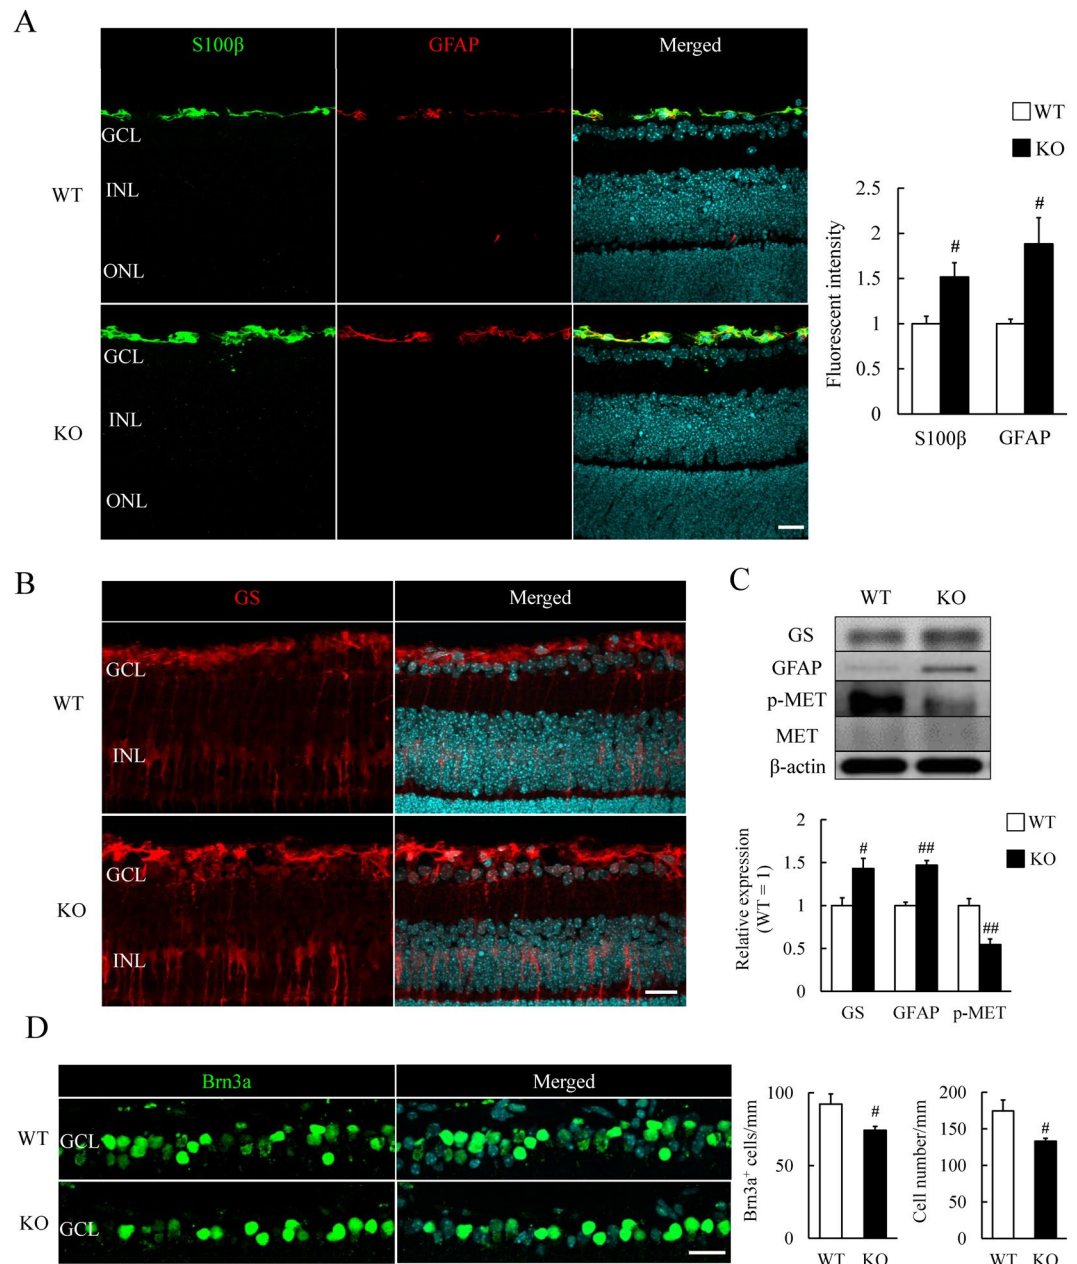 A
S100β GFAP Merged
WT
GCL
INL
ONL
KO
GCL
INL
ONL
WT
KO
Fluorescent intensity
2.5
2
1.5
1
0.5
0
#
#
S100β GFAP
B
GS Merged
WT
GCL
INL
KO
GCL
INL
C
WT KO
GS
GFAP
p-MET
MET
β-actin
WT
KO
Relative expression
(WT = 1)
2
1.5
1
0.5
0
#
##
##
GS GFAP p-MET
D
Brn3a Merged
WT GCL
KO GCL
Brn3a⁺ cells/mm
100
50
0
#
WT KO
Cell number/mm
200
150
100
50
0
#
WT KO